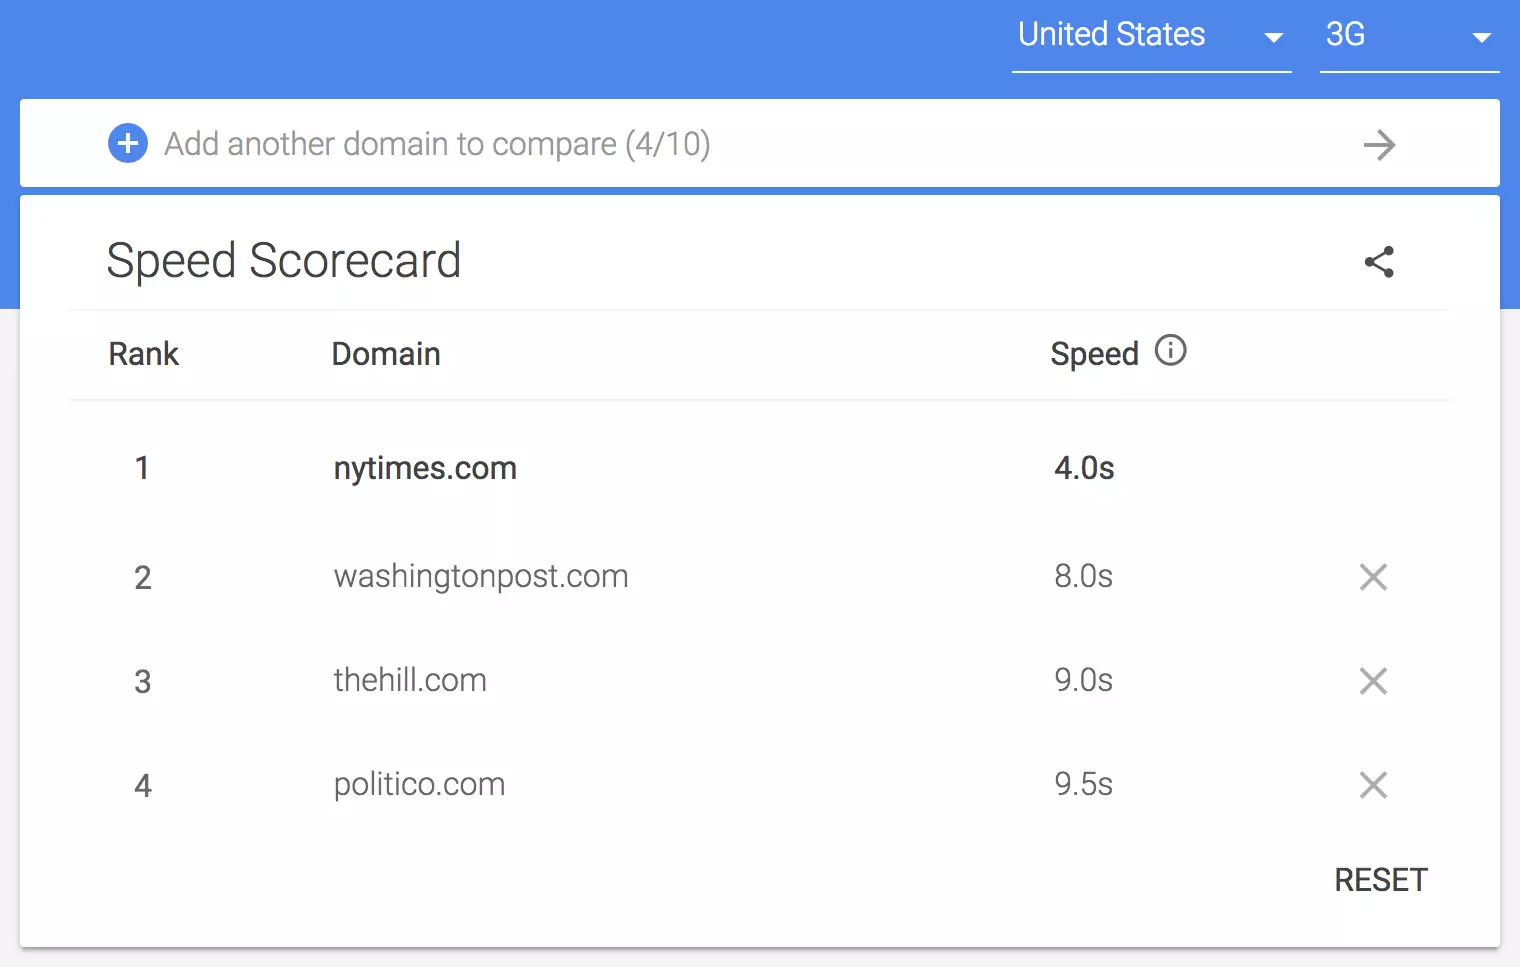 United States 3G
Add another domain to compare (4/10)
Speed Scorecard
Rank Domain Speed
1 nytimes.com 4.0s
2 washingtonpost.com 8.0s
3 thehill.com 9.0s
4 politico.com 9.5s
RESET